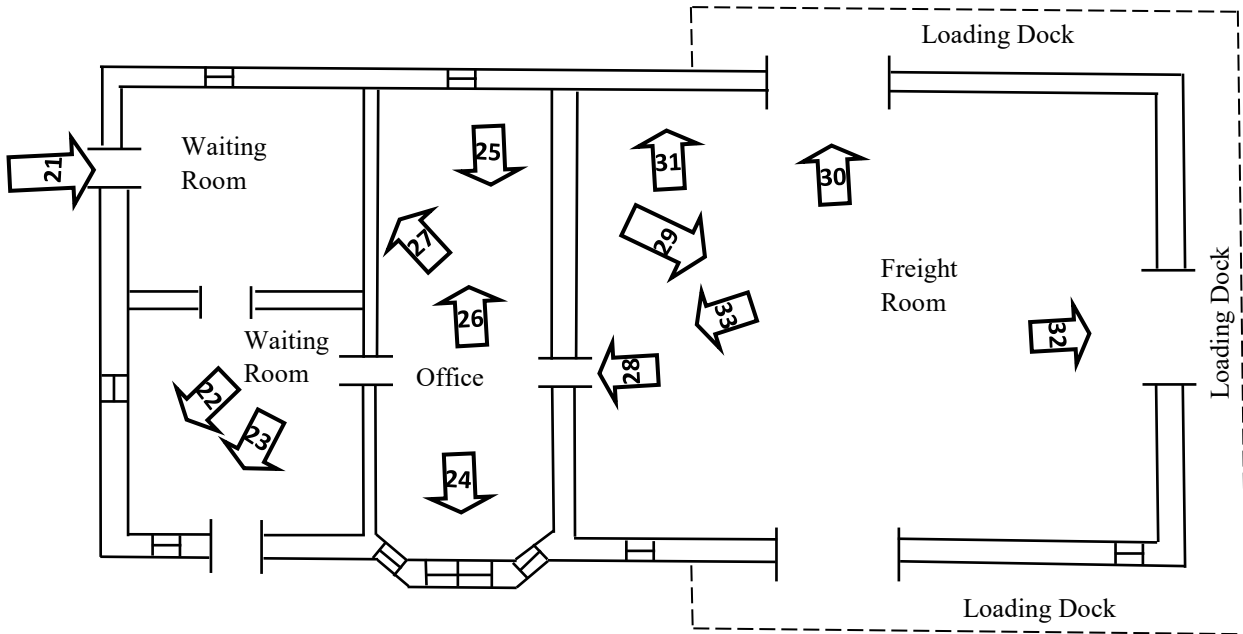 Loading Dock
Waiting
Room
21
25
31
30
27
29
Freight
Room
26
33
Waiting
Room
32
Loading Dock
28
Office
22
23
24
Loading Dock